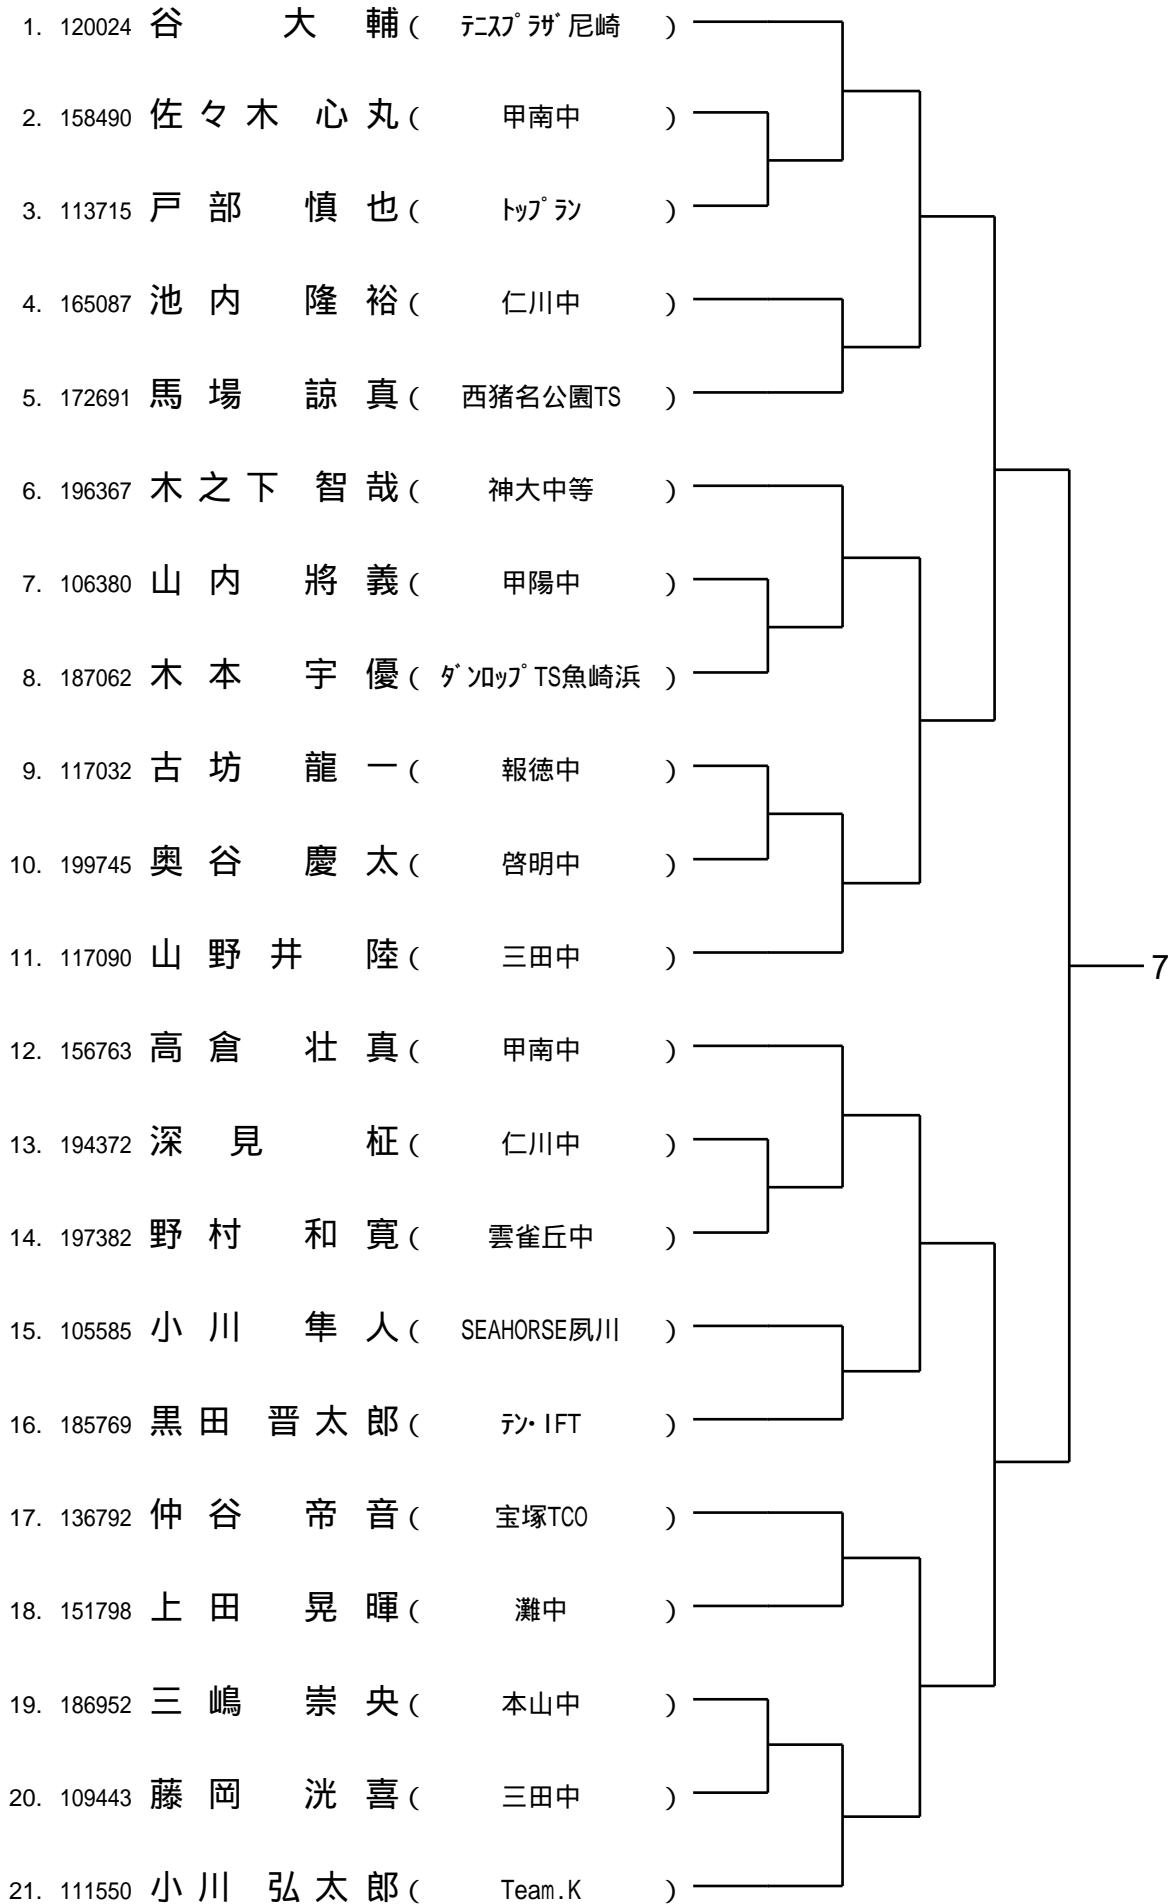 1. 120024 谷 大 輔 ( ﾃﾆｽﾌﾟﾗｻﾞ尼崎 )
2. 158490 佐 々 木 心 丸 ( 甲南中 )
3. 113715 戸 部 慎 也 ( ﾄｯﾌﾟﾗﾝ )
4. 165087 池 内 隆 裕 ( 仁川中 )
5. 172691 馬 場 諒 真 ( 西猪名公園TS )
6. 196367 木 之 下 智 哉 ( 神大中等 )
7. 106380 山 内 將 義 ( 甲陽中 )
8. 187062 木 本 宇 優 ( ﾀﾞﾝﾛｯﾌﾟTS魚崎浜 )
9. 117032 古 坊 龍 一 ( 報徳中 )
10. 199745 奥 谷 慶 太 ( 啓明中 )
11. 117090 山 野 井 陸 ( 三田中 )
7
12. 156763 高 倉 壮 真 ( 甲南中 )
13. 194372 深 見 柾 ( 仁川中 )
14. 197382 野 村 和 寛 ( 雲雀丘中 )
15. 105585 小 川 隼 人 ( SEAHORSE夙川 )
16. 185769 黒 田 晋 太 郎 ( ﾃﾝ･IFT )
17. 136792 仲 谷 帝 音 ( 宝塚TCO )
18. 151798 上 田 晃 暉 ( 灘中 )
19. 186952 三 嶋 崇 央 ( 本山中 )
20. 109443 藤 岡 洸 喜 ( 三田中 )
21. 111550 小 川 弘 太 郎 ( Team.K )